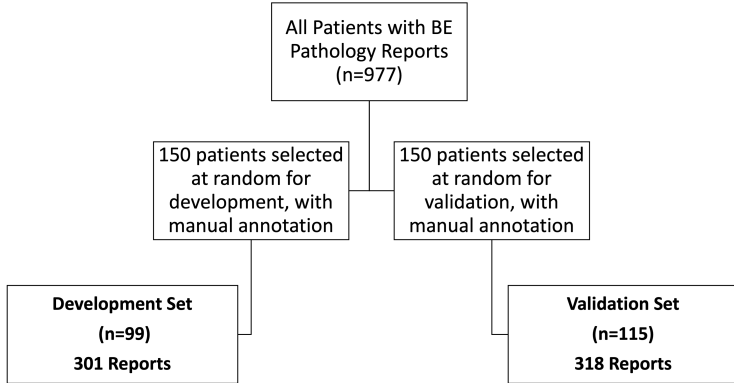 All Patients with BE
Pathology Reports
(n=977)
150 patients selected
at random for
development, with
manual annotation
150 patients selected
at random for
validation, with
manual annotation
Development Set
(n=99)
301 Reports
Validation Set
(n=115)
318 Reports